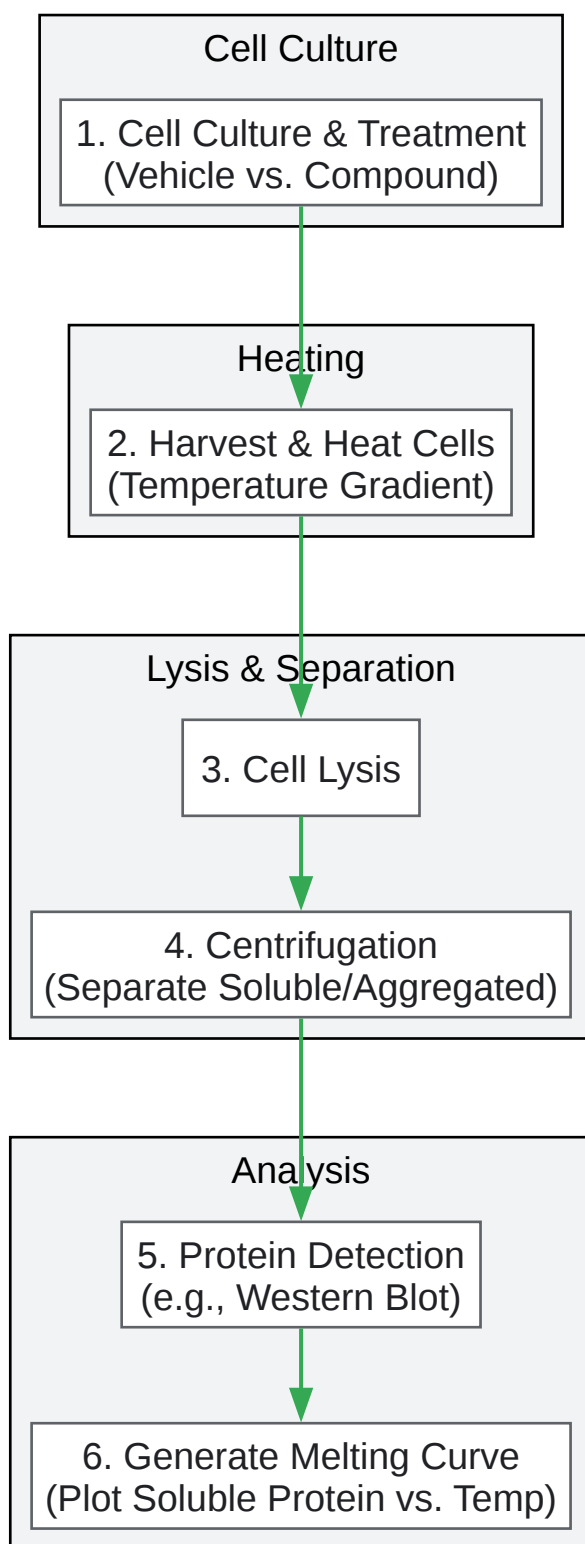 Cell Culture
1. Cell Culture & Treatment
(Vehicle vs. Compound)
Heating
2. Harvest & Heat Cells
(Temperature Gradient)
Lysis & Separation
3. Cell Lysis
4. Centrifugation
(Separate Soluble/Aggregated)
Analysis
5. Protein Detection
(e.g., Western Blot)
6. Generate Melting Curve
(Plot Soluble Protein vs. Temp)